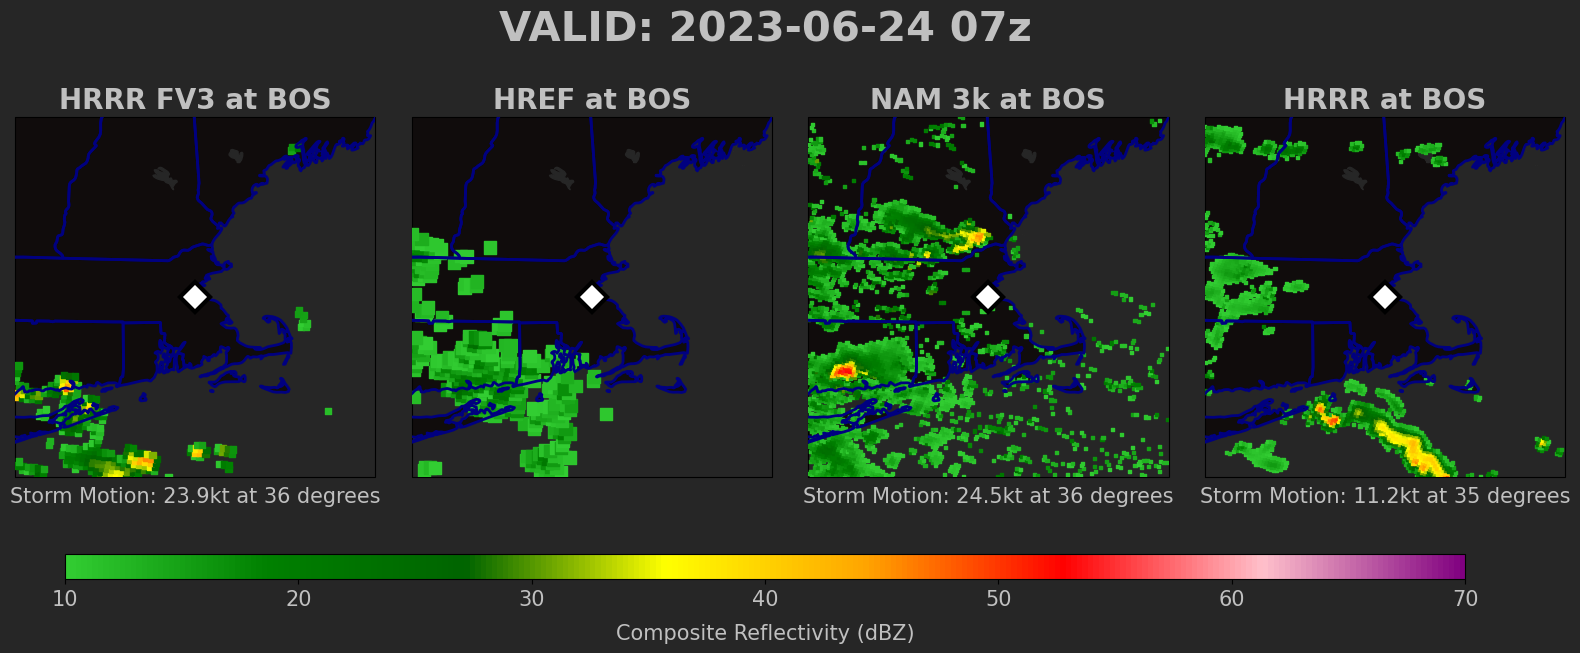 VALID: 2023-06-24 07z
HRRR FV3 at BOS
HREF at BOS
NAM 3k at BOS
HRRR at BOS
Storm Motion: 23.9kt at 36 degrees
Storm Motion: 24.5kt at 36 degrees
Storm Motion: 11.2kt at 35 degrees
10 20 30 40 50 60 70
Composite Reflectivity (dBZ)